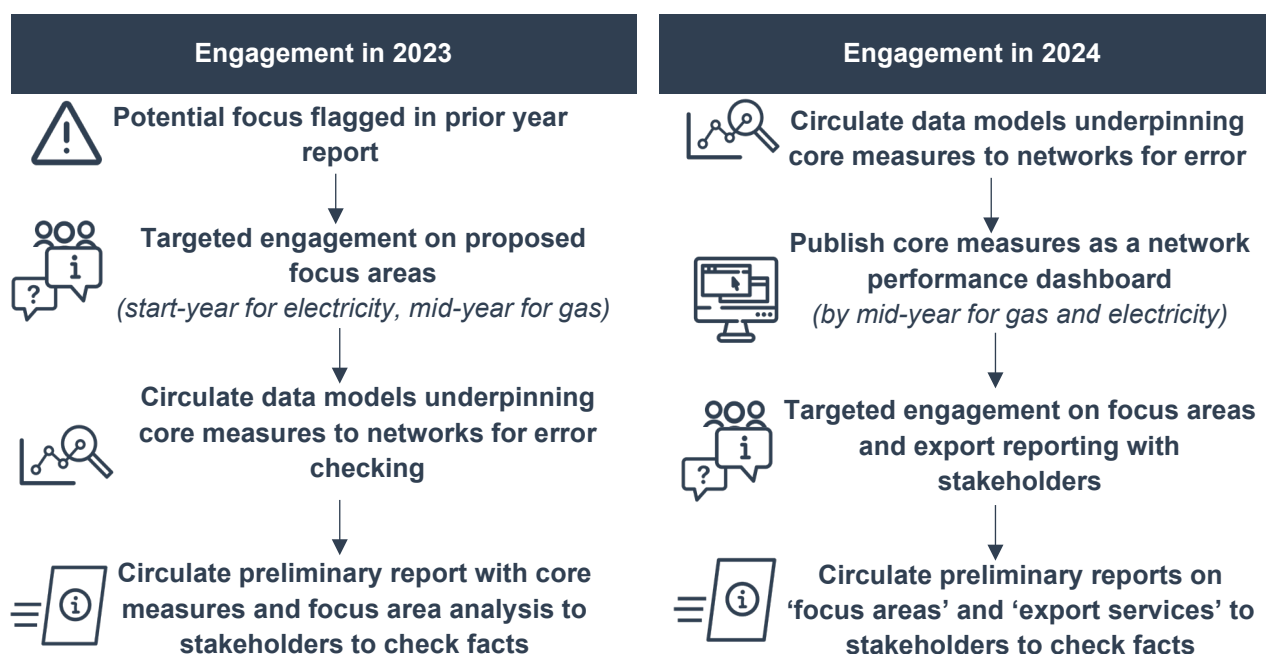 Engagement in 2023
Potential focus flagged in prior year
report
Targeted engagement on proposed
focus areas
(start-year for electricity, mid-year for gas)
Circulate data models underpinning
core measures to networks for error
checking
Circulate preliminary report with core
measures and focus area analysis to
stakeholders to check facts
Engagement in 2024
Circulate data models underpinning
core measures to networks for error
Publish core measures as a network
performance dashboard
(by mid-year for gas and electricity)
Targeted engagement on focus areas
and export reporting with
stakeholders
Circulate preliminary reports on
‘focus areas’ and ‘export services’ to
stakeholders to check facts